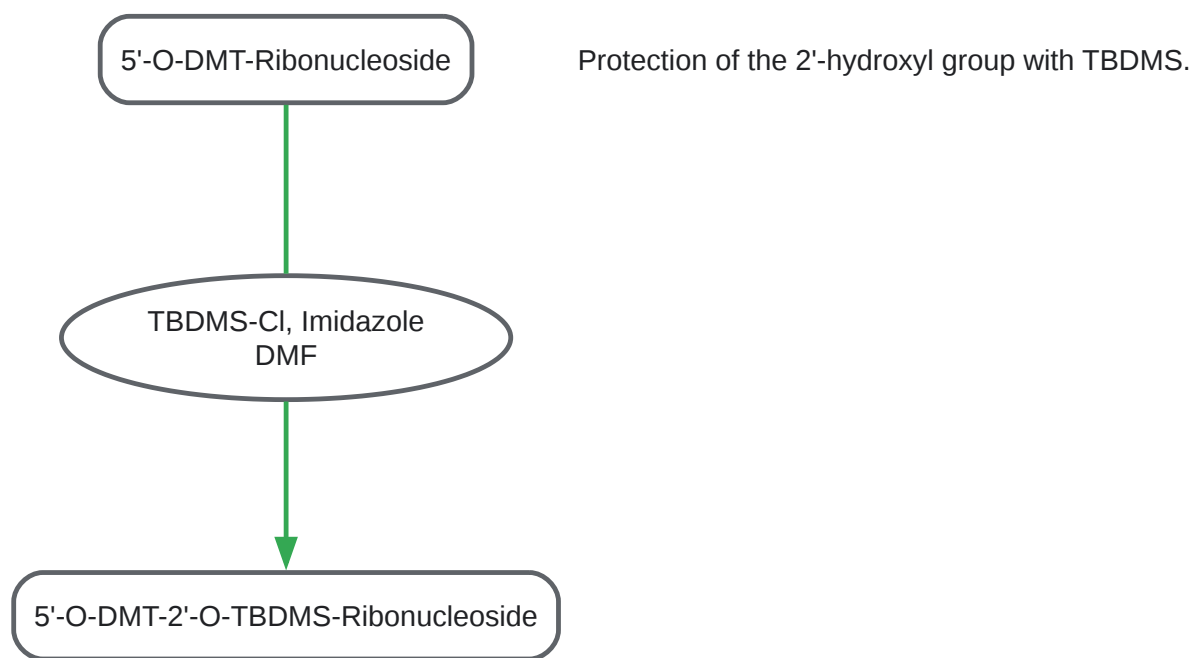 5'-O-DMT-Ribonucleoside
Protection of the 2'-hydroxyl group with TBDMS.
TBDMS-Cl, Imidazole
DMF
5'-O-DMT-2'-O-TBDMS-Ribonucleoside